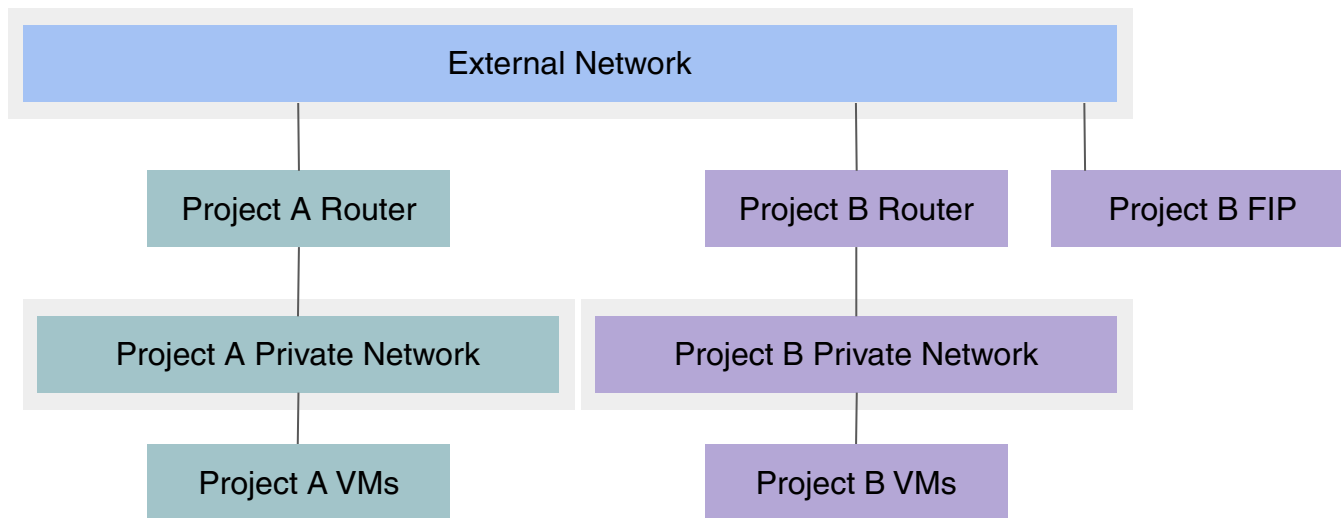 External Network
Project A Router
Project B Router
Project B FIP
Project A Private Network
Project B Private Network
Project A VMs
Project B VMs